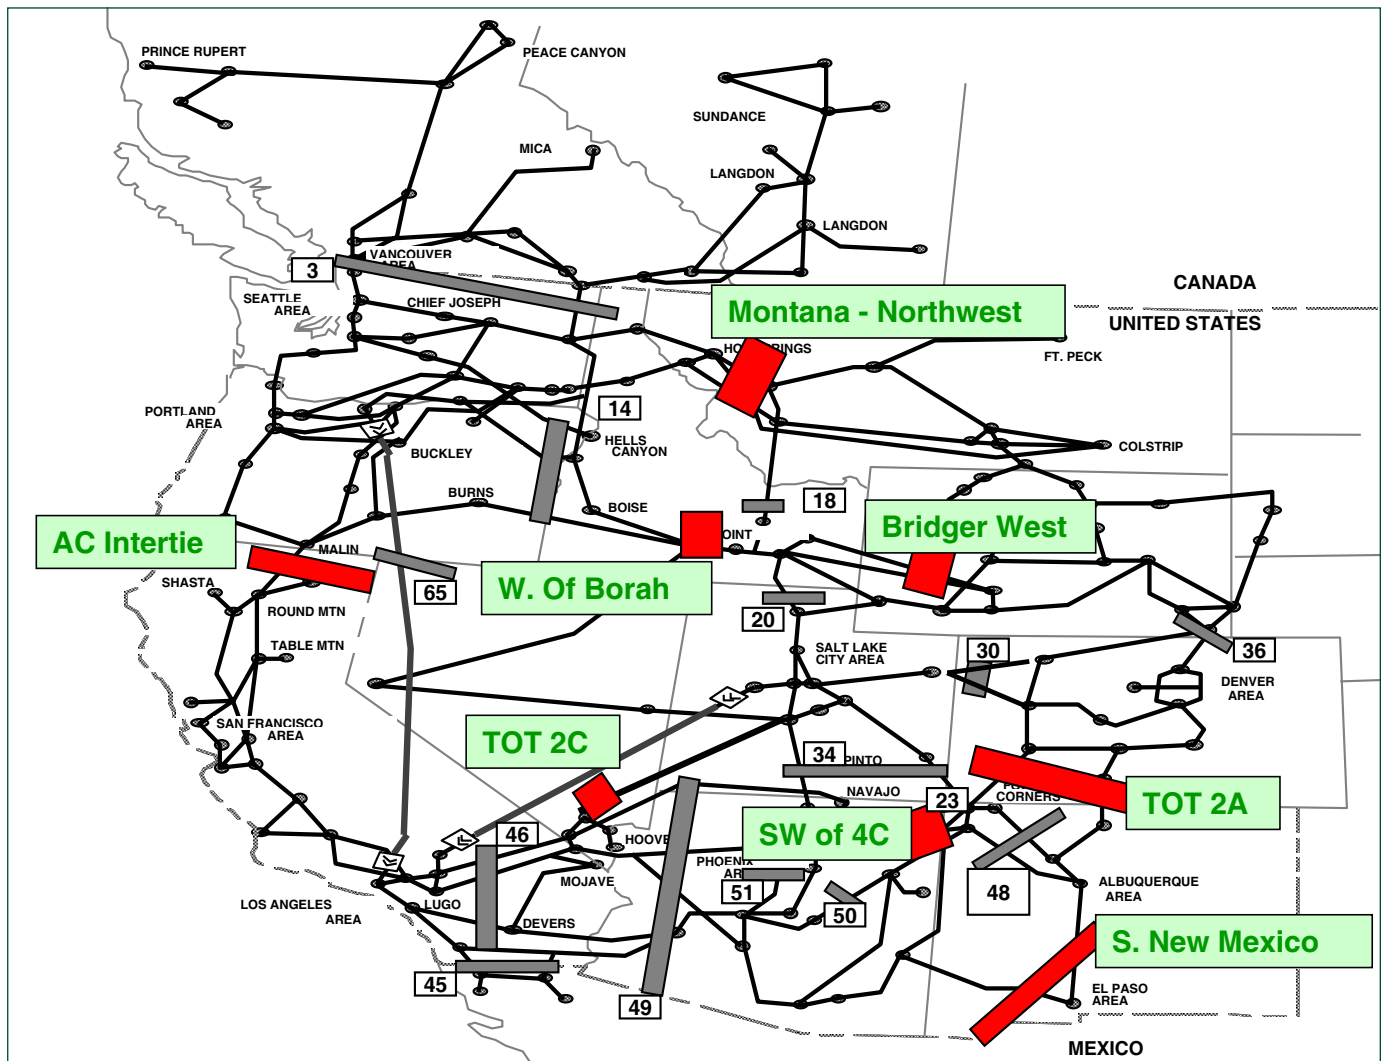 PRINCE RUPERT
PEACE CANYON
SUNDANCE
MICA
LANGDON
LANGDON
VANCOUVER
AREA
3
CANADA
SEATTLE
AREA
CHIEF JOSEPH
Montana - Northwest
UNITED STATES
FT. PECK
14
PORTLAND
AREA
HELLS
CANYON
BUCKLEY
COLSTRIP
BURNS
BOISE
18
Bridger West
AC Intertie
MALIN
SHASTA
65
W. Of Borah
ROUND MTN
20
TABLE MTN
SALT LAKE
CITY AREA
30
36
DENVER
AREA
SAN FRANCISCO
AREA
TOT 2C
34
PINTO
NAVAJO
23
CORNERS
TOT 2A
46
SW of 4C
MOJAVE
PHOENIX
51
48
ALBUQUERQUE
AREA
LOS ANGELES
AREA
LUGO
50
DEVERS
S. New Mexico
45
49
EL PASO
AREA
MEXICO